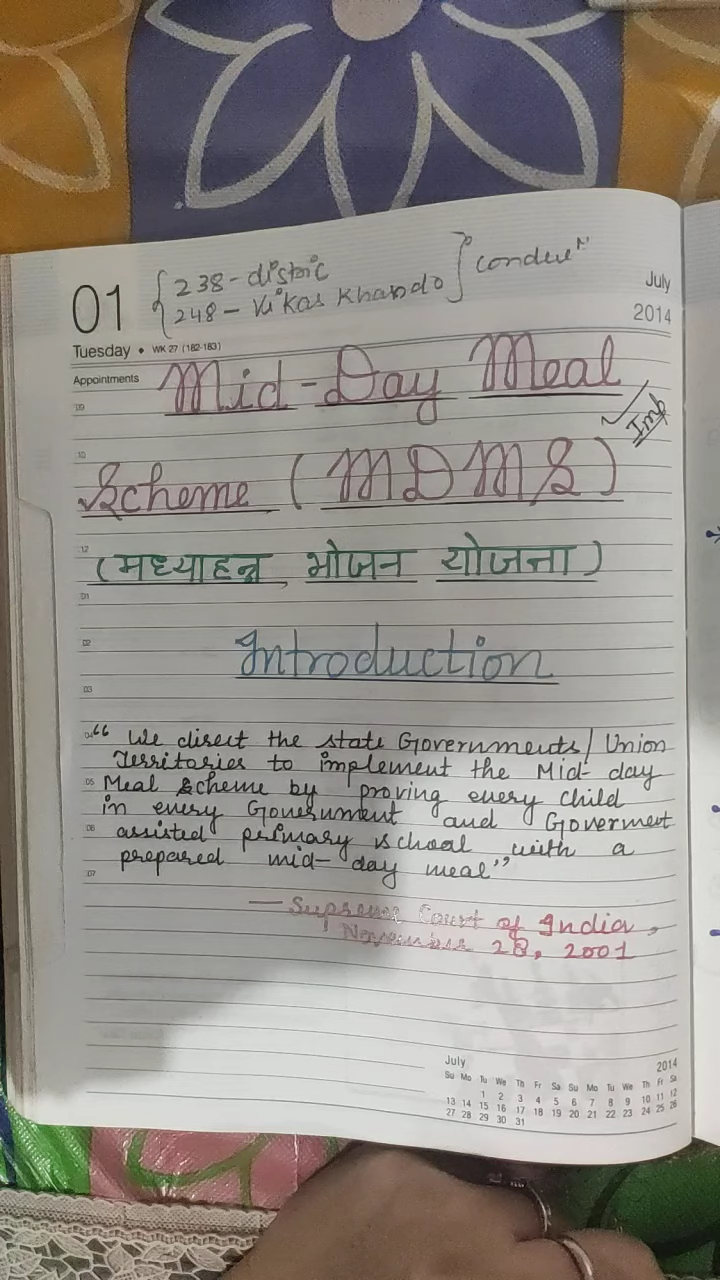 01
{ 238 - distric
248 - Vikas Khando } conduⁿ
July
2014
Tuesday • WK 27 (182-183)
Appointments
Mid-Day Meal
Imp
Scheme (MDMS)
(मध्याहन्न भोजन योजना)
Introduction
“ We direct the state Governments/ Union
Territories to implement the Mid-day
Meal Scheme by proving every child
in every Government and Goverment
assisted primary school with a
prepared mid-day meal”
— Supreme Court of India,
November 28, 2001
July 2014
Su Mo Tu We Th Fr Sa Su Mo Tu We Th Fr Sa
1 2 3 4 5 6 7 8 9 10 11 12
13 14 15 16 17 18 19 20 21 22 23 24 25 26
27 28 29 30 31